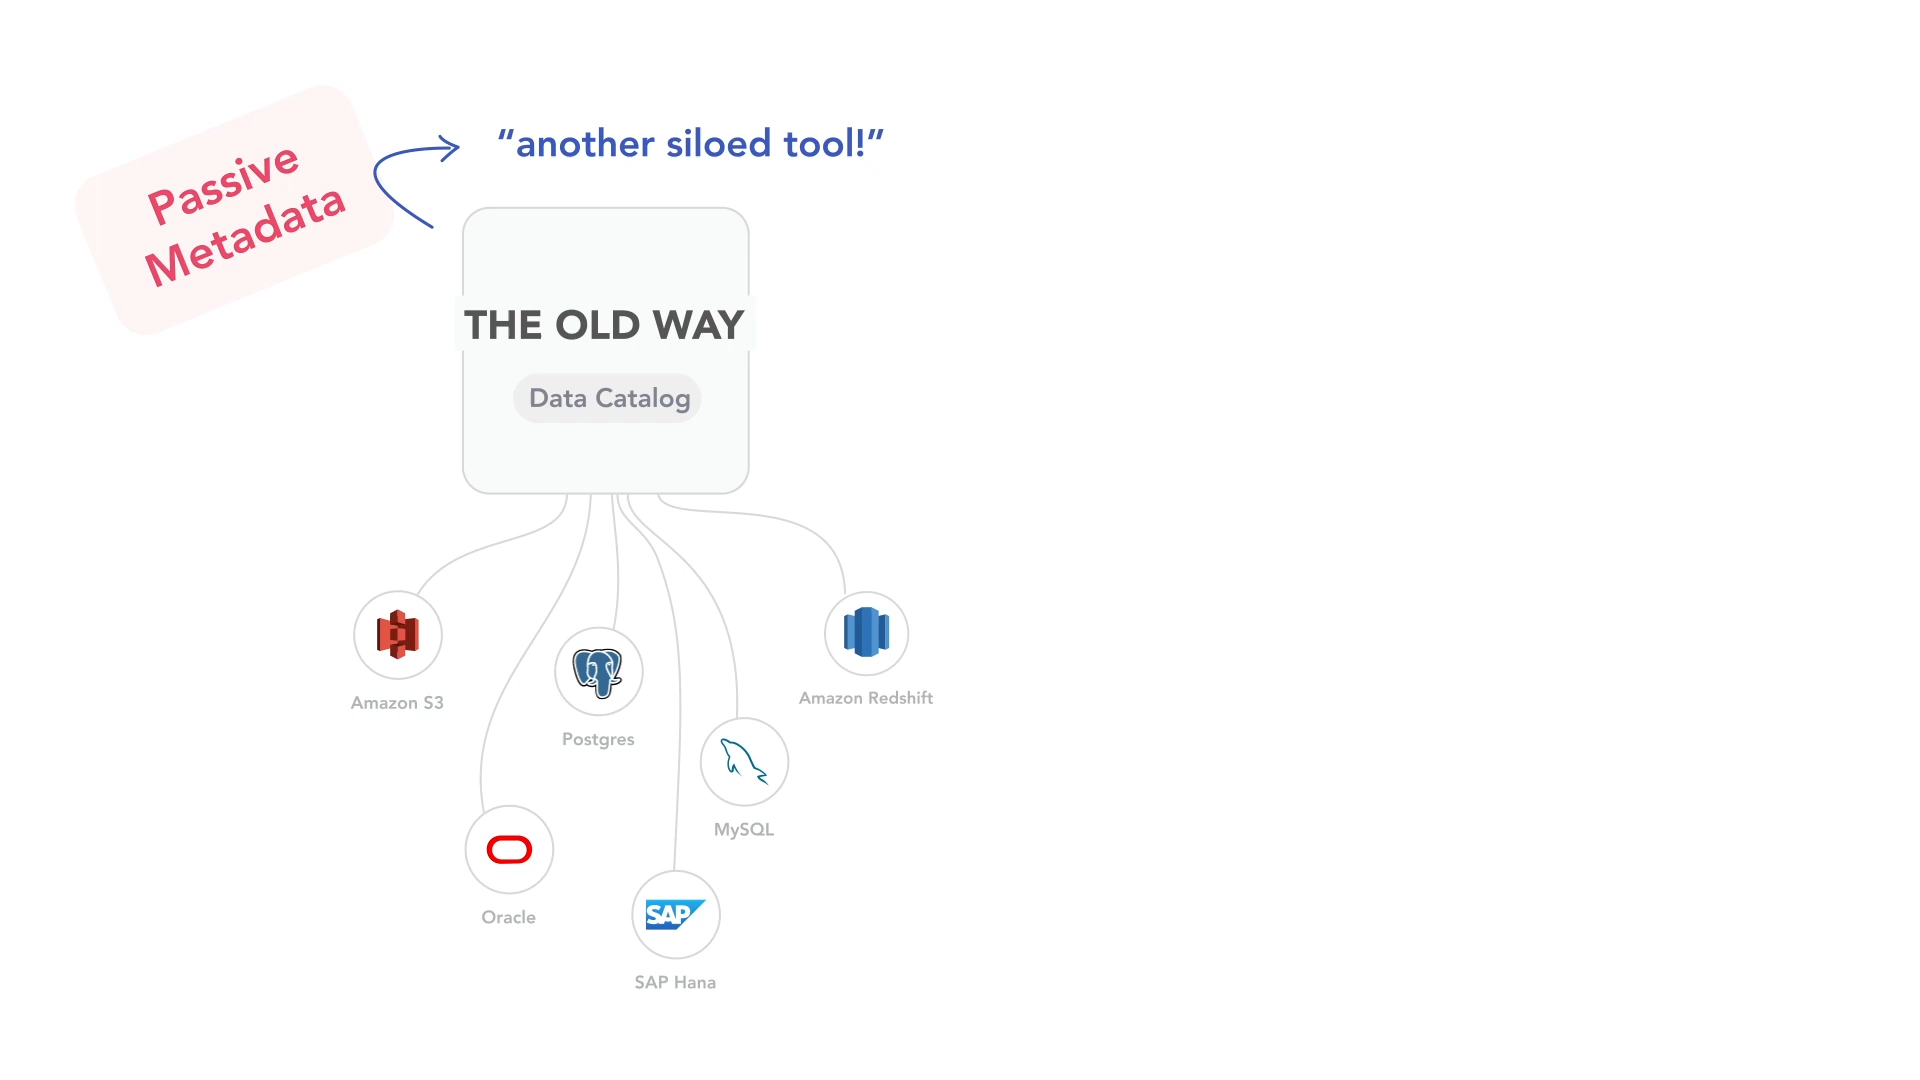 Passive
Metadata
“another siloed tool!”
THE OLD WAY
Data Catalog
Amazon S3
Postgres
Amazon Redshift
MySQL
Oracle
SAP
SAP Hana